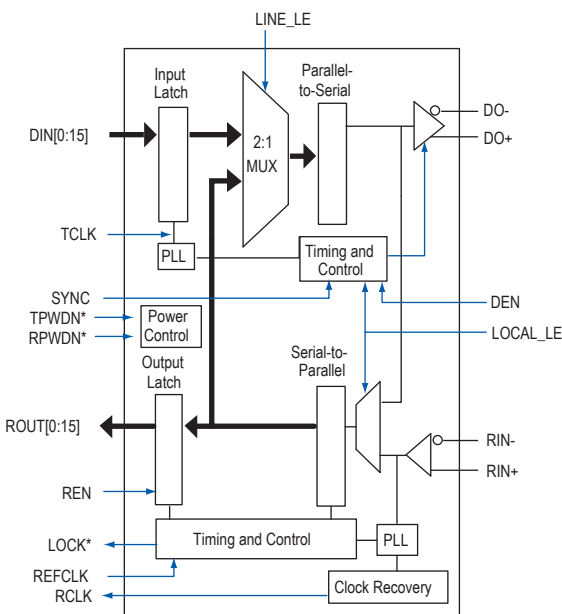 LINE_LE
Input
Latch
Parallel-
to-Serial
DIN[0:15]
2:1
MUX
DO-
DO+
TCLK
PLL
Timing and
Control
SYNC
DEN
TPWDN*
RPWDN*
Power
Control
LOCAL_LE
Output
Latch
Serial-to-
Parallel
ROUT[0:15]
RIN-
RIN+
REN
LOCK*
Timing and Control
PLL
REFCLK
RCLK
Clock Recovery